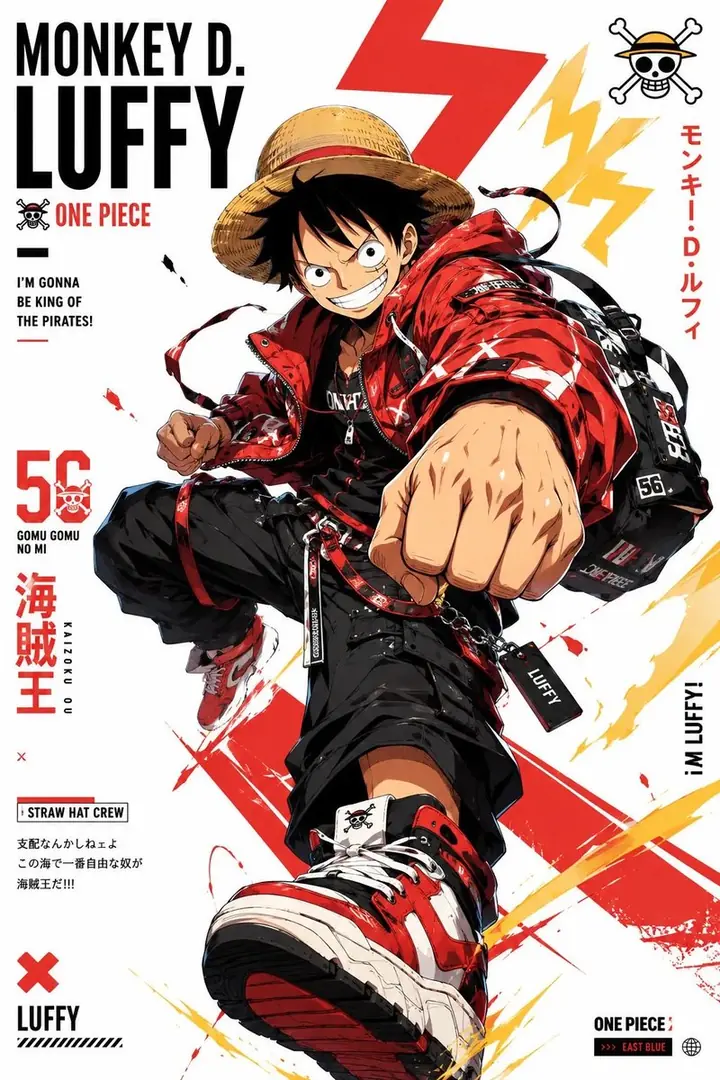 MONKEY D.
LUFFY
ONE PIECE
I'M GONNA
BE KING OF
THE PIRATES!
モンキー・D・ルフィ
56
GOMU GOMU
NO MI
海賊王
KAIZOKU OU
56
ONE PIECE
LUFFY
¡M LUFFY!
STRAW HAT CREW
支配なんかしねェよ
この海で一番自由な奴が
海賊王だ!!!
LUFFY
ONE PIECE
>>> EAST BLUE